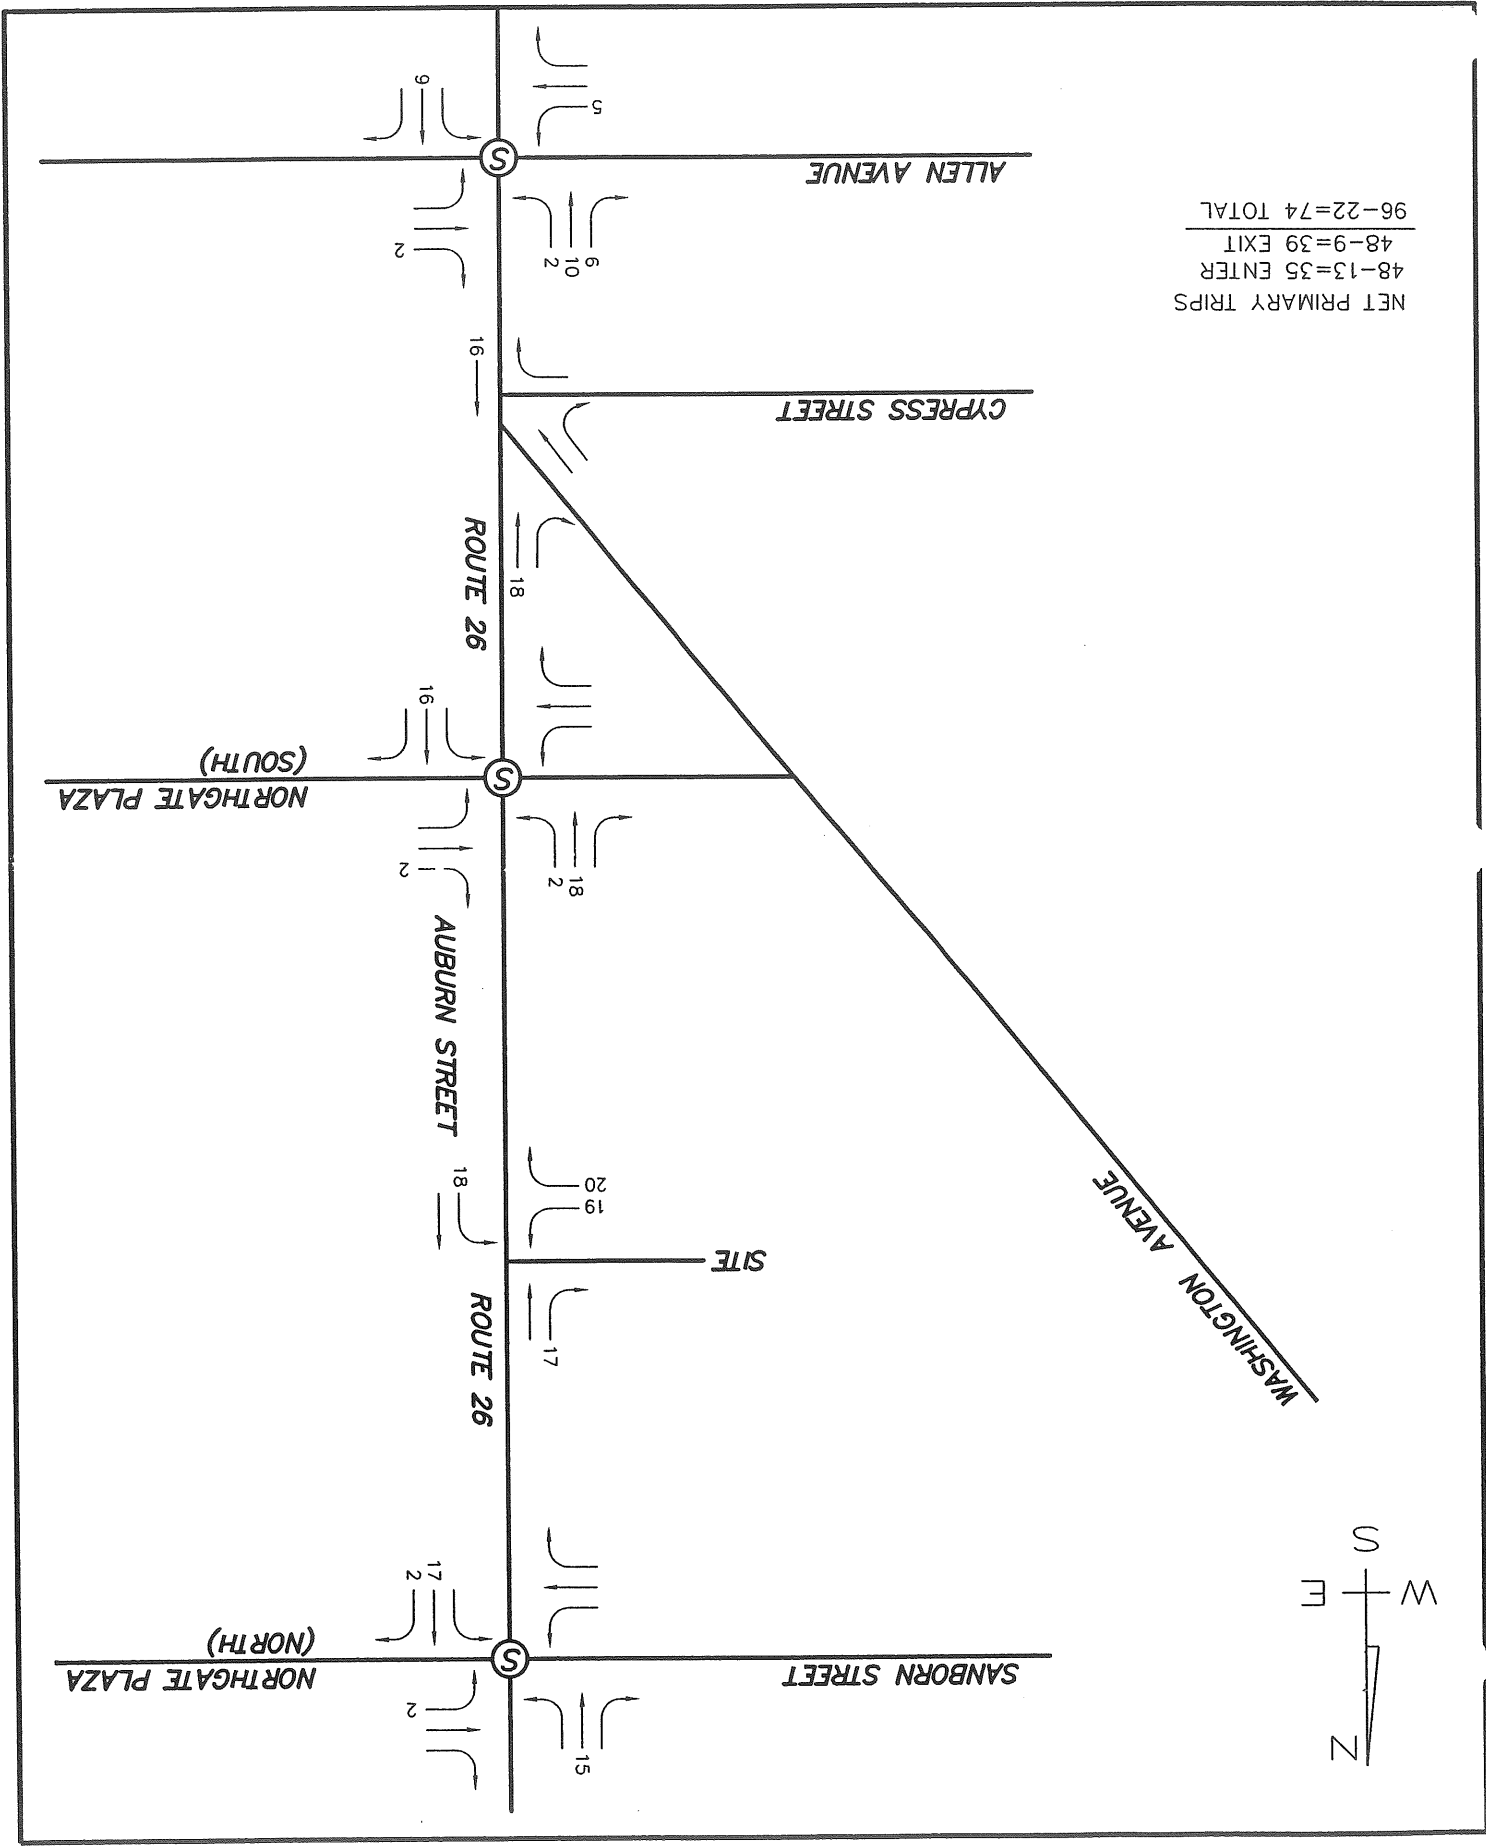 N
W E
S
15
2
SANBORN STREET
NORTHGATE PLAZA
(NORTH)
17
2
WASHINGTON AVENUE
ROUTE 26
17
SITE
19
20
18
AUBURN STREET
18
2
2
NORTHGATE PLAZA
(SOUTH)
S
S
S
16
ROUTE 26
18
CYPRESS STREET
16
NET PRIMARY TRIPS
48-13=35 ENTER
48-9=39 EXIT
96-22=74 TOTAL
6
10
2
2
ALLEN AVENUE
5
9